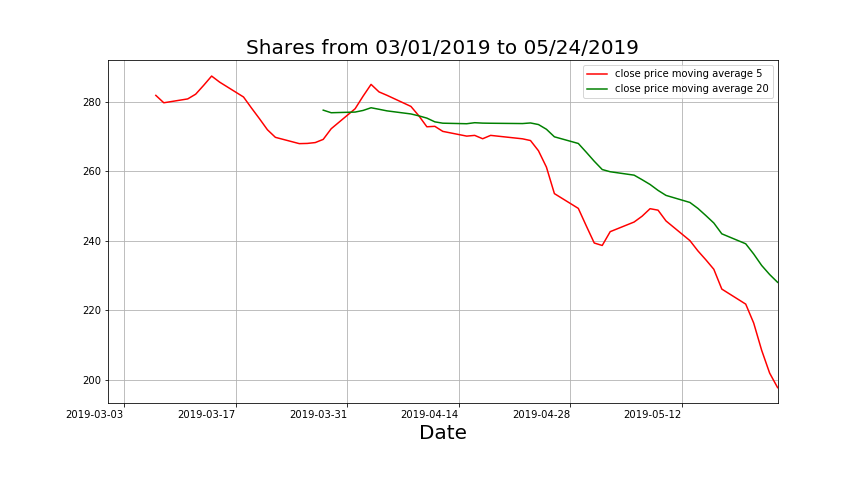 Shares from 03/01/2019 to 05/24/2019
close price moving average 5
close price moving average 20
280
260
240
220
200
2019-03-03 2019-03-17 2019-03-31 2019-04-14 2019-04-28 2019-05-12
Date